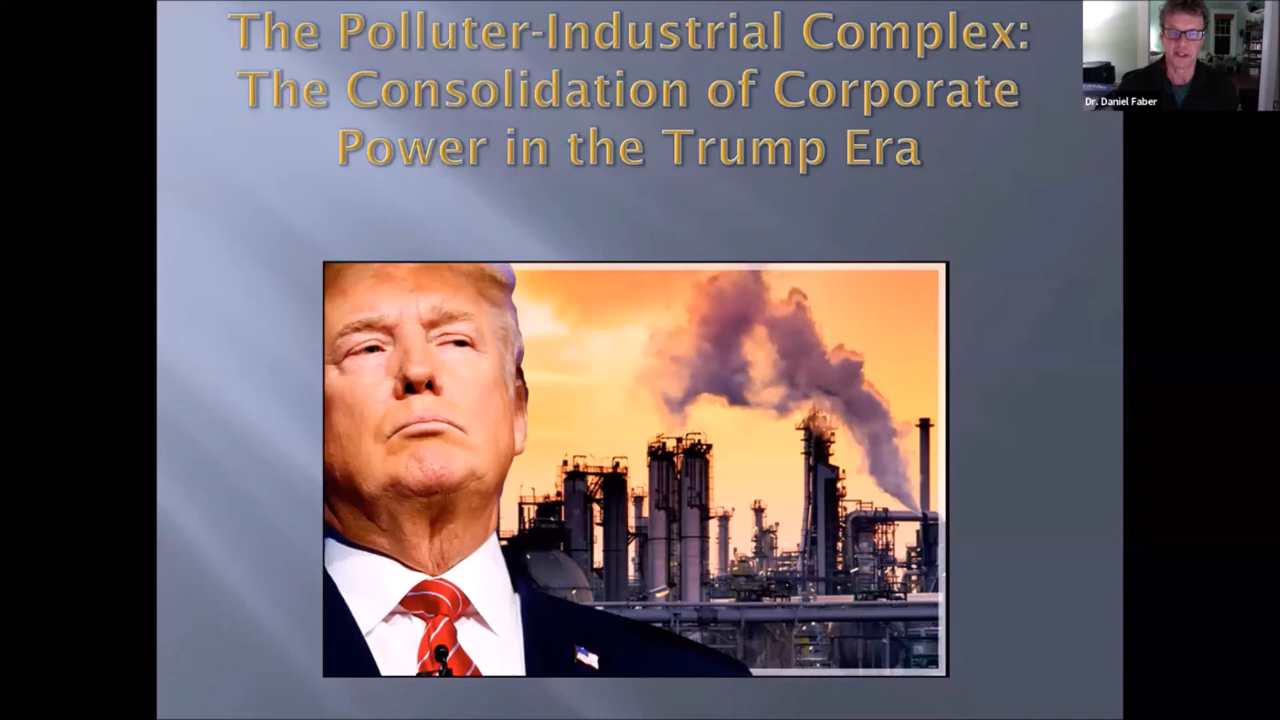 The Polluter-Industrial Complex:
The Consolidation of Corporate
Power in the Trump Era
Dr. Daniel Faber